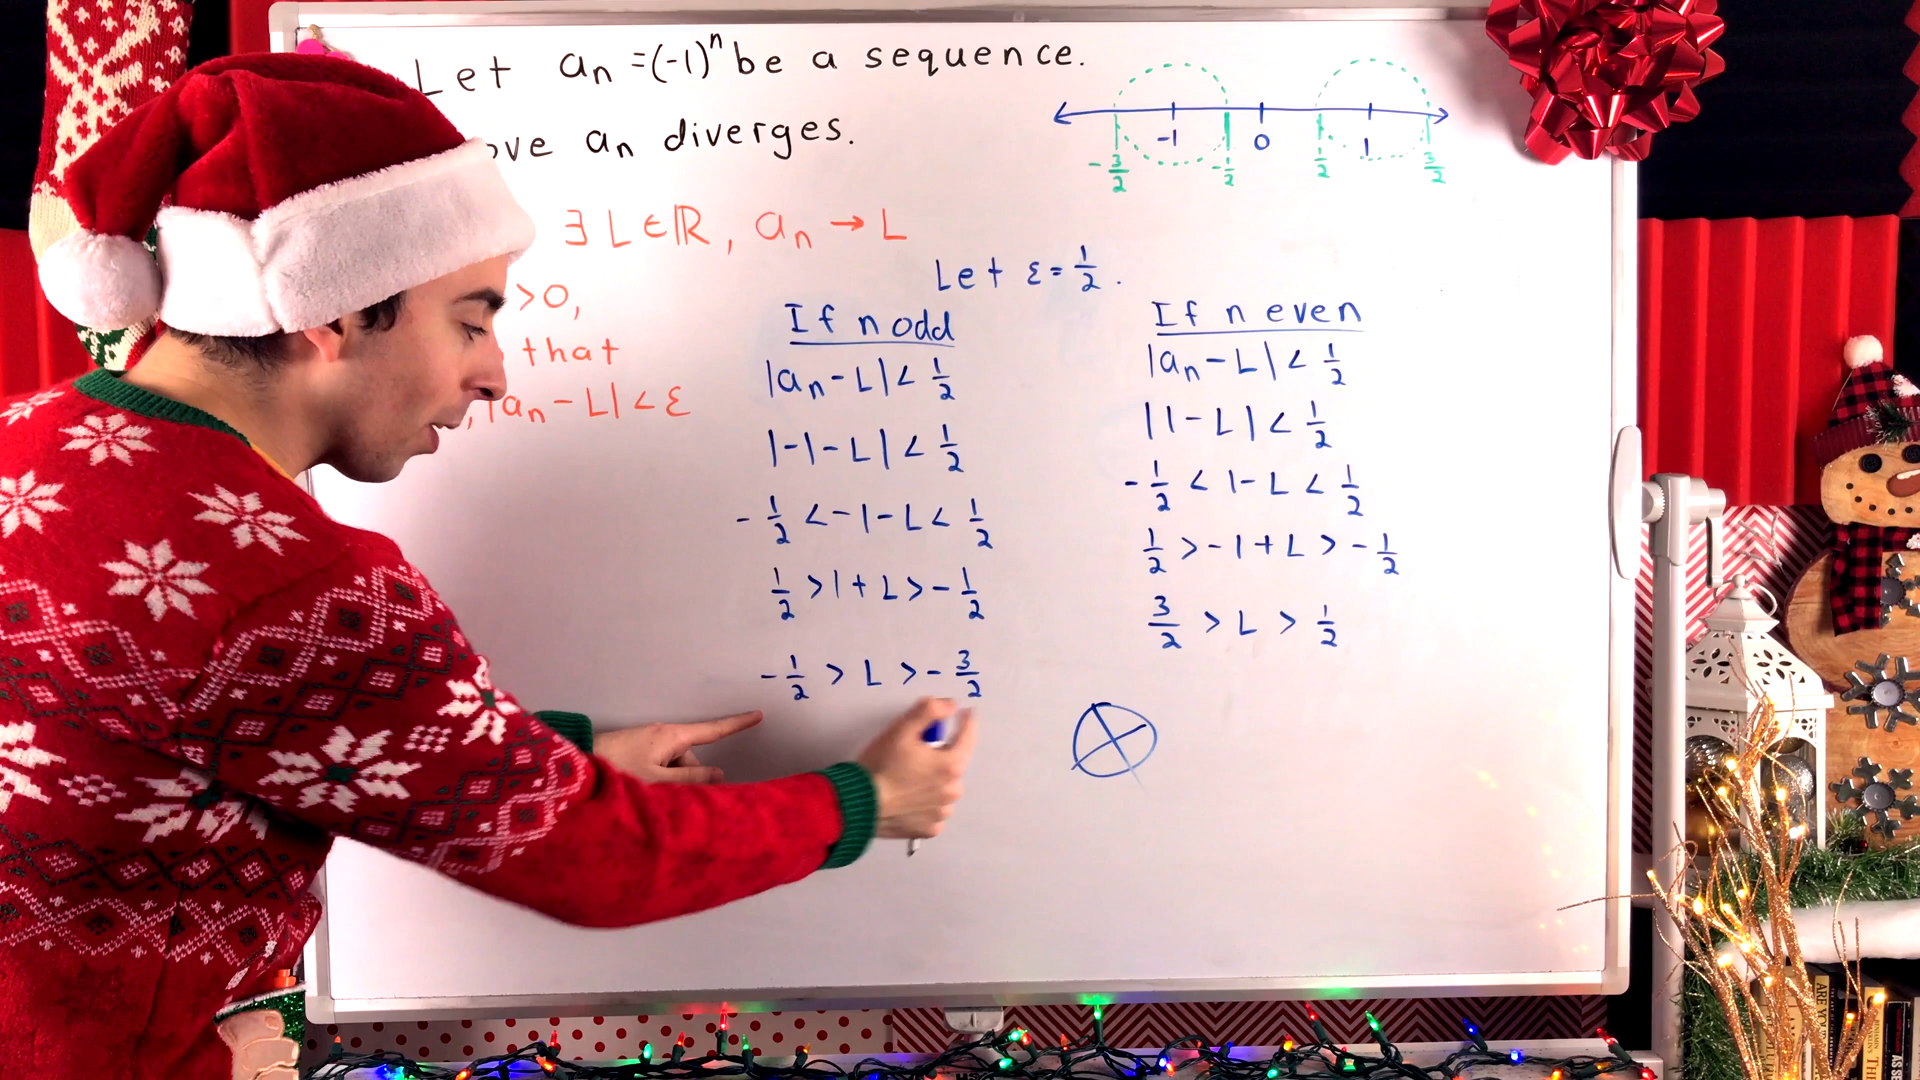 Let aₙ = (-1)ⁿ be a sequence.
ove aₙ diverges.
-1 0 1
-3/2 -1/2 1/2 3/2
∃ L ∈ ℝ, aₙ → L
>0,
that
, |aₙ - L| < ε
Let ε = 1/2.
If n odd
|aₙ - L| < 1/2
|-1 - L| < 1/2
-1/2 < -1 - L < 1/2
1/2 > 1 + L > -1/2
-1/2 > L > -3/2
If n even
|aₙ - L| < 1/2
|1 - L| < 1/2
-1/2 < 1 - L < 1/2
1/2 > -1 + L > -1/2
3/2 > L > 1/2